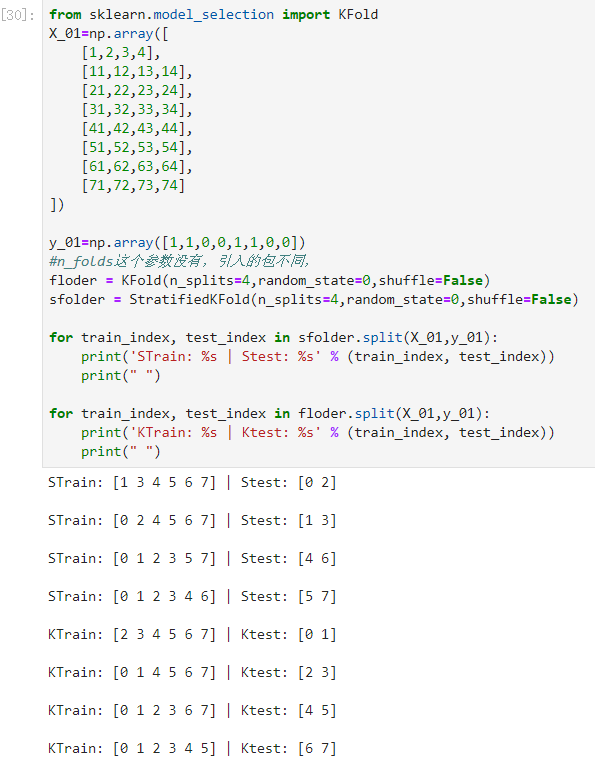 [30]: from sklearn.model_selection import KFold
X_01=np.array([
    [1,2,3,4],
    [11,12,13,14],
    [21,22,23,24],
    [31,32,33,34],
    [41,42,43,44],
    [51,52,53,54],
    [61,62,63,64],
    [71,72,73,74]
])
y_01=np.array([1,1,0,0,1,1,0,0])
#n_folds这个参数没有，引入的包不同，
floder = KFold(n_splits=4,random_state=0,shuffle=False)
sfolder = StratifiedKFold(n_splits=4,random_state=0,shuffle=False)
for train_index, test_index in sfolder.split(X_01,y_01):
    print('STrain: %s | Stest: %s' % (train_index, test_index))
    print(" ")
for train_index, test_index in floder.split(X_01,y_01):
    print('KTrain: %s | Ktest: %s' % (train_index, test_index))
    print(" ")
STrain: [1 3 4 5 6 7] | Stest: [0 2]
STrain: [0 2 4 5 6 7] | Stest: [1 3]
STrain: [0 1 2 3 5 7] | Stest: [4 6]
STrain: [0 1 2 3 4 6] | Stest: [5 7]
KTrain: [2 3 4 5 6 7] | Ktest: [0 1]
KTrain: [0 1 4 5 6 7] | Ktest: [2 3]
KTrain: [0 1 2 3 6 7] | Ktest: [4 5]
KTrain: [0 1 2 3 4 5] | Ktest: [6 7]